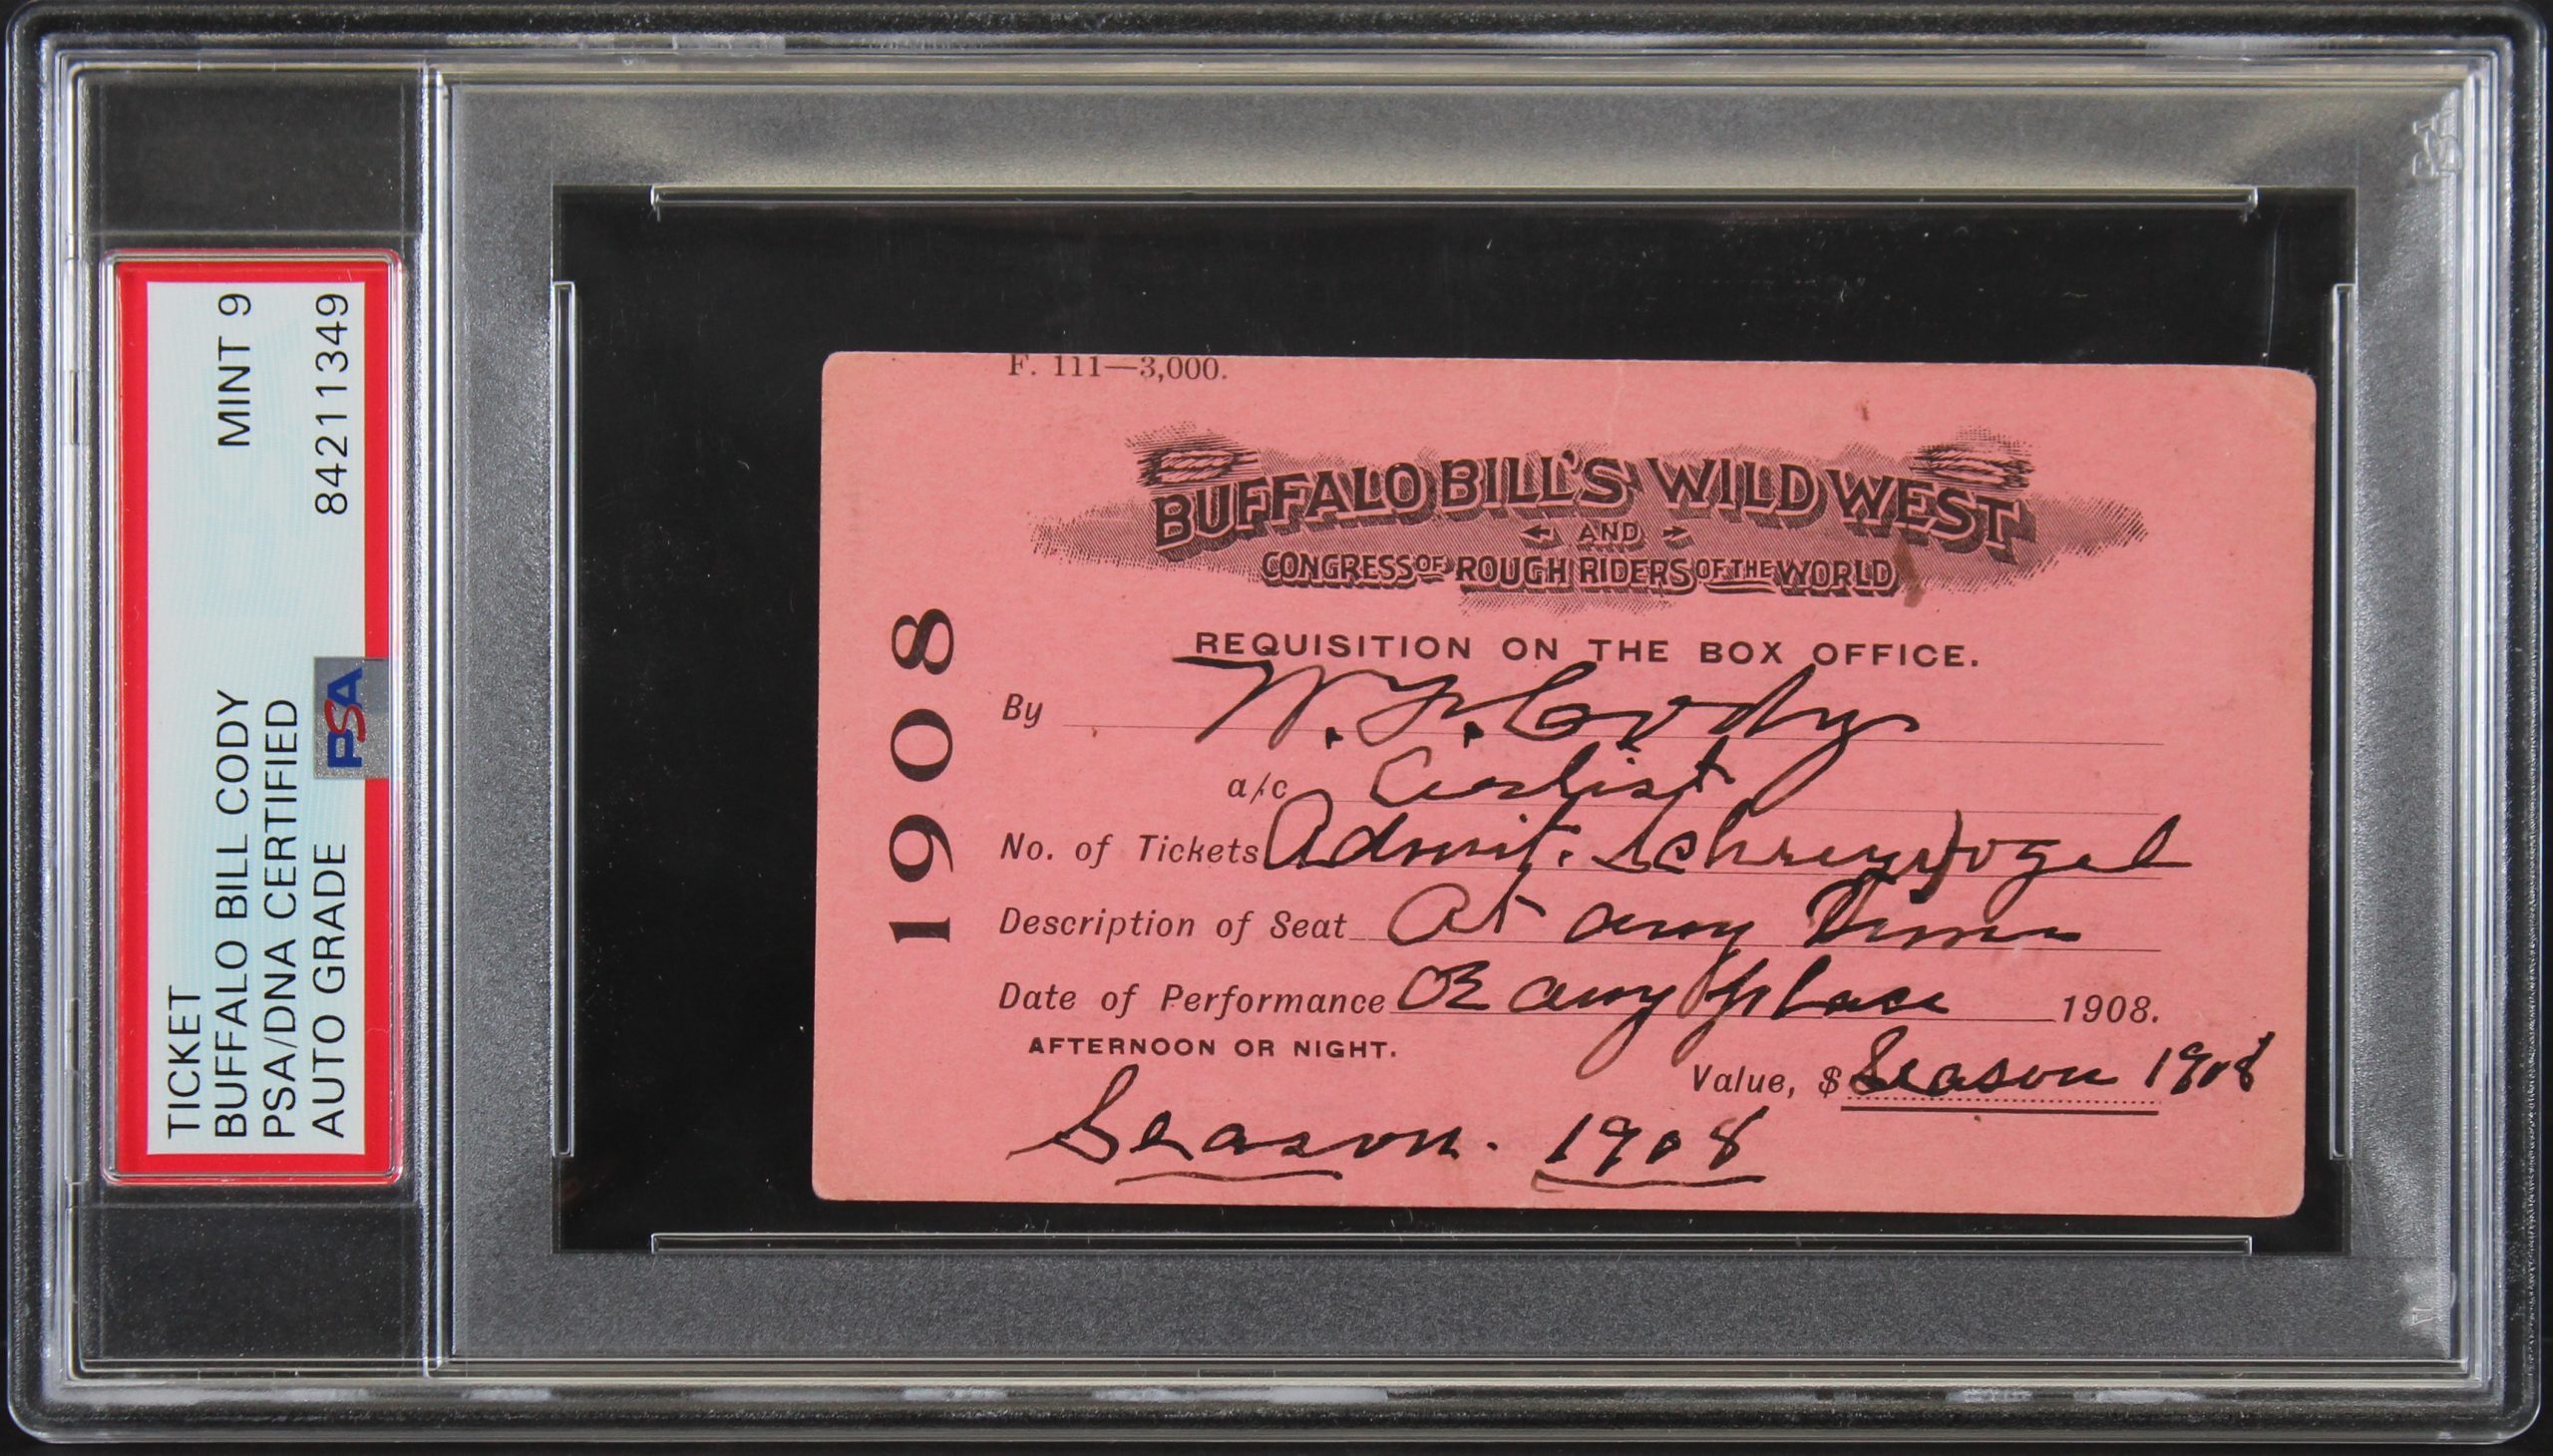 TICKET MINT 9
BUFFALO BILL CODY
PSA/DNA CERTIFIED
AUTO GRADE 84211349
PSA
F. 111—3,000.
BUFFALO BILL'S WILD WEST
AND
CONGRESS OF ROUGH RIDERS OF THE WORLD
1908
REQUISITION ON THE BOX OFFICE.
By W. F. Cody
a/c Artist
No. of Tickets Admit. Schreyvogel
Description of Seat At any Time
Date of Performance OR any place 1908.
AFTERNOON OR NIGHT.
Value, $ Season 1908
Season. 1908